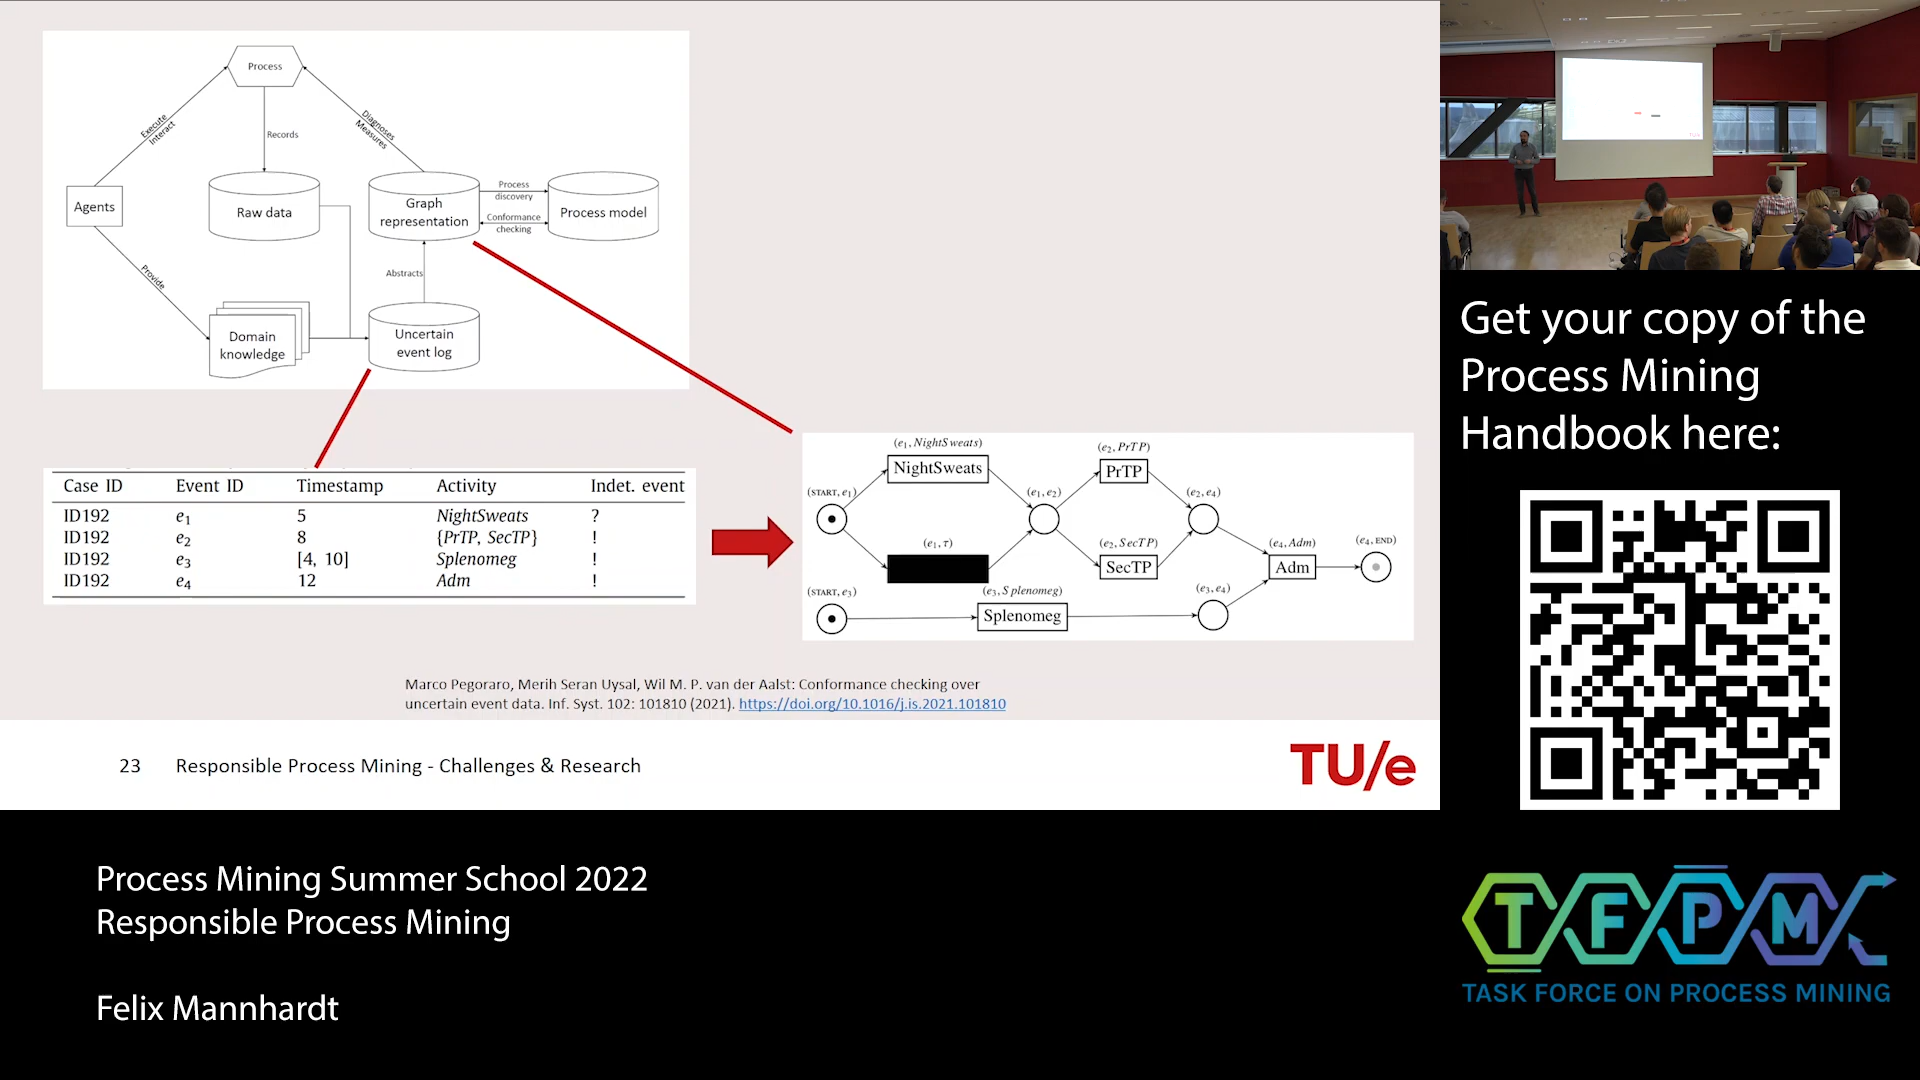 Process
Execute
Interact
Records
Diagnoses
Measures
Agents
Raw data
Graph
representation
Process
discovery
Conformance
checking
Process model
Provide
Abstracts
Domain
knowledge
Uncertain
event log
Case ID Event ID Timestamp Activity Indet. event
ID192 e1 5 NightSweats ?
ID192 e2 8 {PrTP, SecTP} !
ID192 e3 [4, 10] Splenomeg !
ID192 e4 12 Adm !
(e1, NightSweats)
NightSweats
(e2, PrTP)
PrTP
(START, e1)
(e1, e2)
(e2, e4)
(e1, τ)
(e2, SecTP)
SecTP
(e4, Adm)
Adm
(e4, END)
(START, e3)
(e3, Splenomeg)
Splenomeg
(e3, e4)
Marco Pegoraro, Merih Seran Uysal, Wil M. P. van der Aalst: Conformance checking over
uncertain event data. Inf. Syst. 102: 101810 (2021). https://doi.org/10.1016/j.is.2021.101810
23 Responsible Process Mining - Challenges & Research
TU/e
Get your copy of the
Process Mining
Handbook here:
Process Mining Summer School 2022
Responsible Process Mining
Felix Mannhardt
TFPM
TASK FORCE ON PROCESS MINING